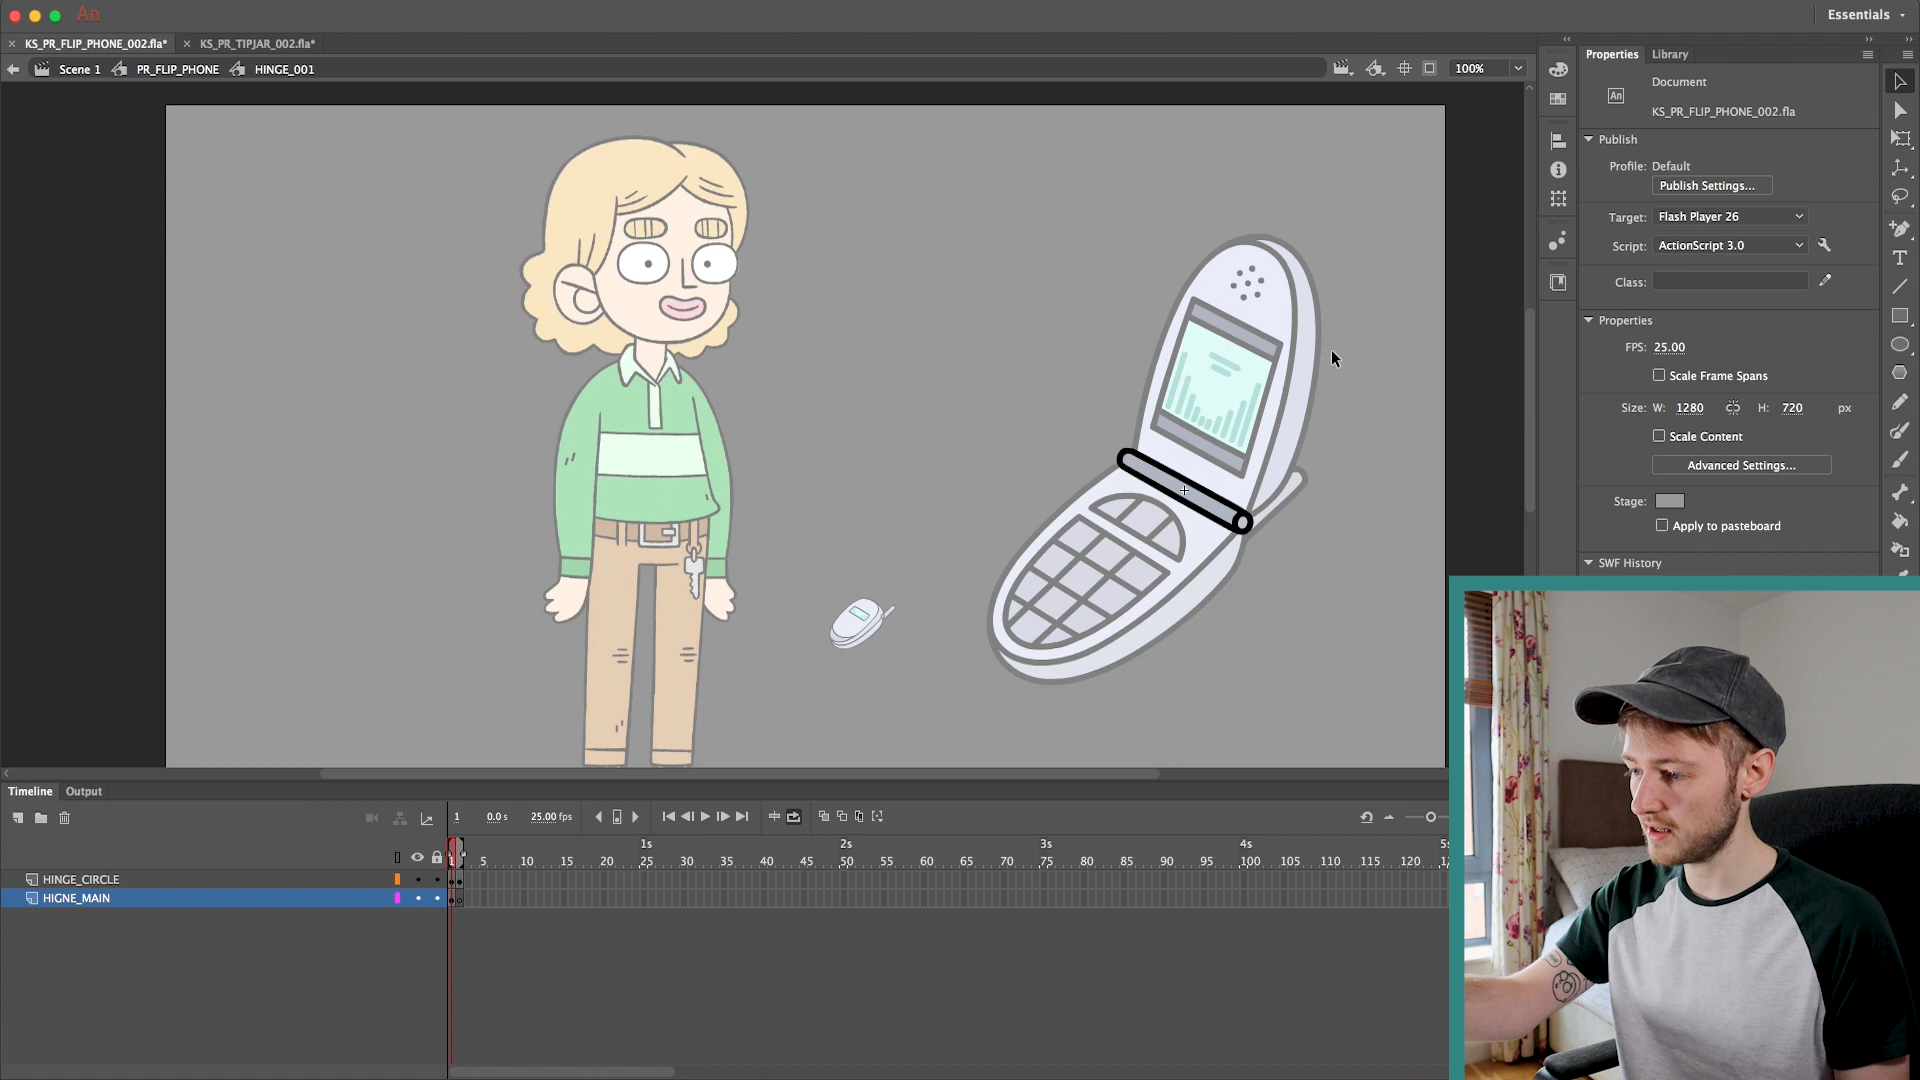 An
Essentials
KS_PR_FLIP_PHONE_002.fla*
KS_PR_TIPJAR_002.fla*
Scene 1
PR_FLIP_PHONE
HINGE_001
100%
Properties
Library
Document
An
KS_PR_FLIP_PHONE_002.fla
Publish
Profile: Default
Publish Settings...
Target: Flash Player 26
Script: ActionScript 3.0
Class:
Properties
FPS: 25.00
Scale Frame Spans
Size: W: 1280 H: 720 px
Scale Content
Advanced Settings...
Stage:
Apply to pasteboard
SWF History
Timeline
Output
1 0.0 s 25.00 fps
1s 2s 3s 4s 5s
1 5 10 15 20 25 30 35 40 45 50 55 60 65 70 75 80 85 90 95 100 105 110 115 120
HINGE_CIRCLE
HIGNE_MAIN